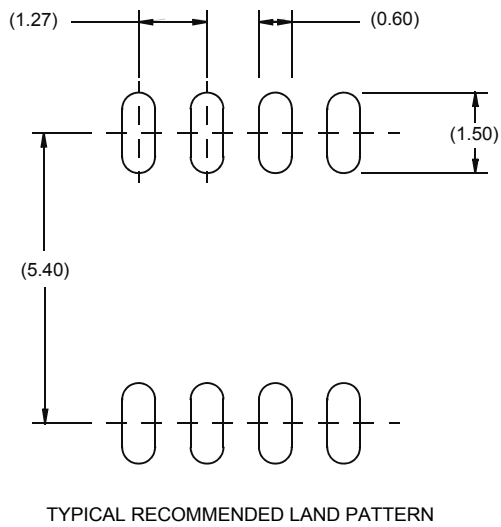 (1.27)
(0.60)
(1.50)
(5.40)
TYPICAL RECOMMENDED LAND PATTERN